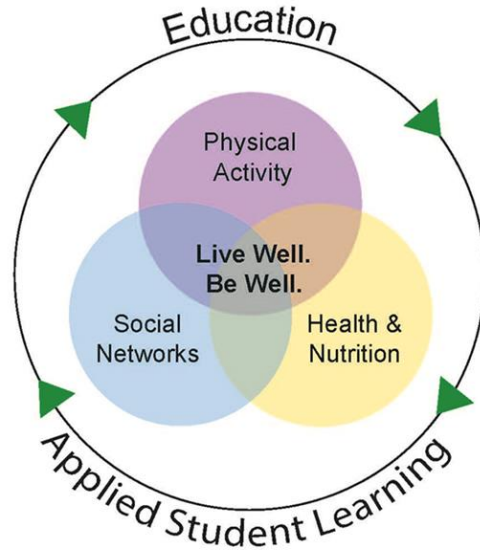 Education
Physical
Activity
Live Well.
Be Well.
Social
Networks
Health &
Nutrition
Applied Student Learning